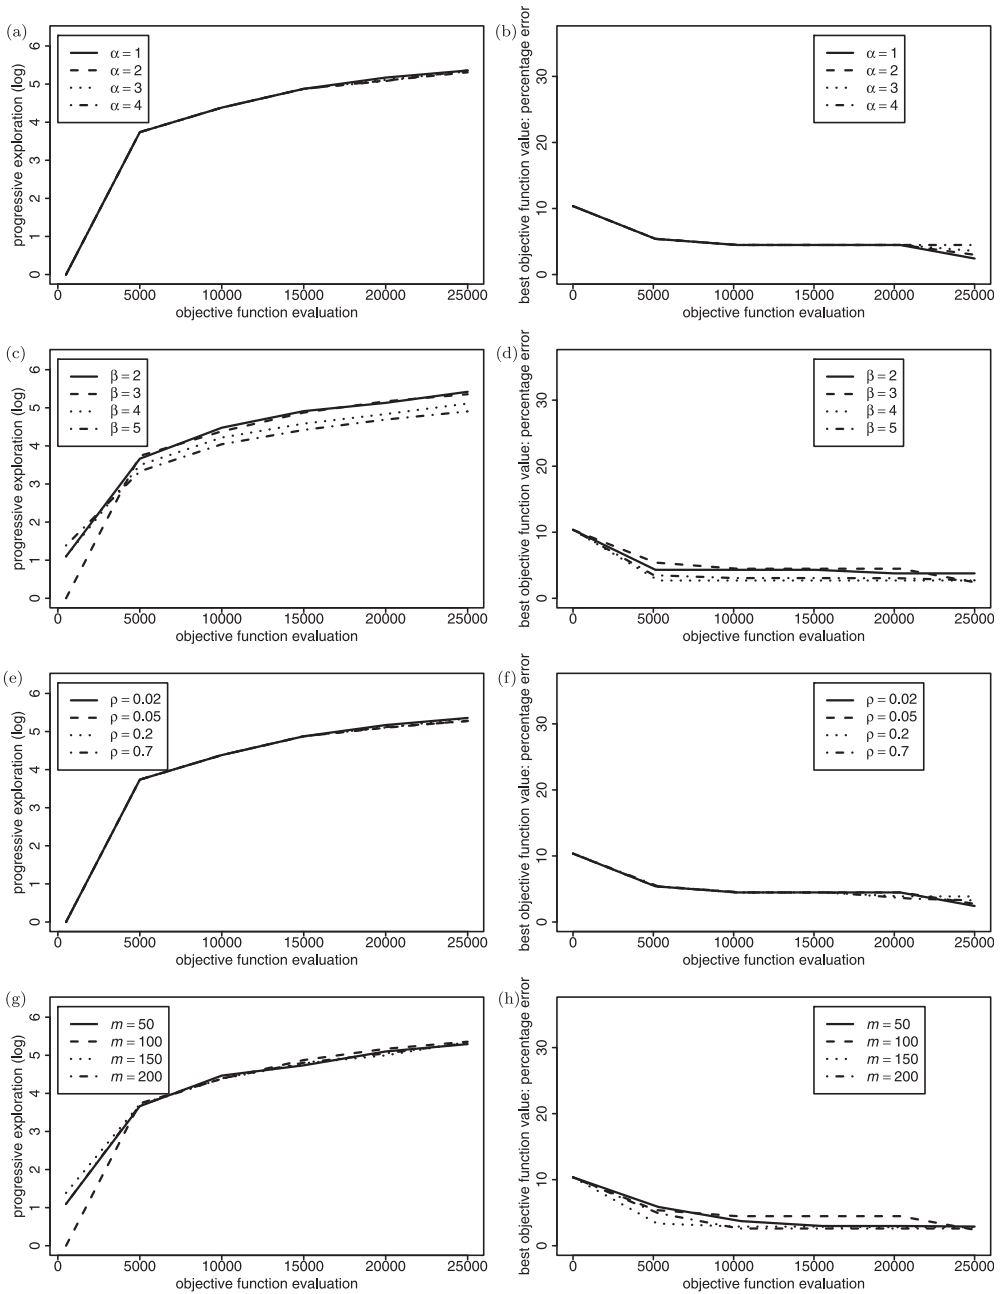 (a)
progressive exploration (log)
0 1 2 3 4 5 6
α = 1
α = 2
α = 3
α = 4
0 5000 10000 15000 20000 25000
objective function evaluation
(b)
best objective function value: percentage error
0 10 20 30
α = 1
α = 2
α = 3
α = 4
0 5000 10000 15000 20000 25000
objective function evaluation
(c)
progressive exploration (log)
0 1 2 3 4 5 6
β = 2
β = 3
β = 4
β = 5
0 5000 10000 15000 20000 25000
objective function evaluation
(d)
best objective function value: percentage error
0 10 20 30
β = 2
β = 3
β = 4
β = 5
0 5000 10000 15000 20000 25000
objective function evaluation
(e)
progressive exploration (log)
0 1 2 3 4 5 6
ρ = 0.02
ρ = 0.05
ρ = 0.2
ρ = 0.7
0 5000 10000 15000 20000 25000
objective function evaluation
(f)
best objective function value: percentage error
0 10 20 30
ρ = 0.02
ρ = 0.05
ρ = 0.2
ρ = 0.7
0 5000 10000 15000 20000 25000
objective function evaluation
(g)
progressive exploration (log)
0 1 2 3 4 5 6
m = 50
m = 100
m = 150
m = 200
0 5000 10000 15000 20000 25000
objective function evaluation
(h)
best objective function value: percentage error
0 10 20 30
m = 50
m = 100
m = 150
m = 200
0 5000 10000 15000 20000 25000
objective function evaluation